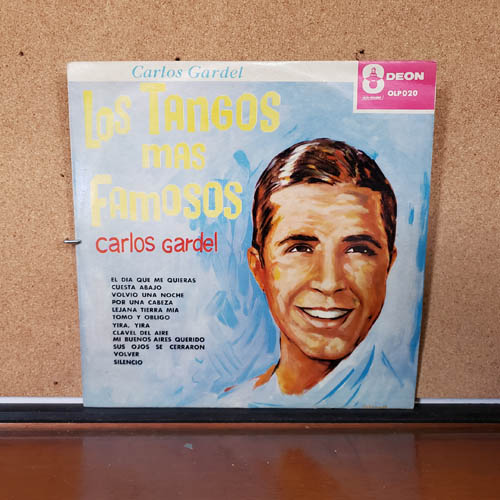 Carlos Gardel
ODEON
OLP020
Los Tangos
mas
Famosos
carlos gardel
EL DIA QUE ME QUIERAS
CUESTA ABAJO
VOLVIO UNA NOCHE
POR UNA CABEZA
LEJANA TIERRA MIA
TOMO Y OBLIGO
YIRA, YIRA
CLAVEL DEL AIRE
MI BUENOS AIRES QUERIDO
SUS OJOS SE CERRARON
VOLVER
SILENCIO